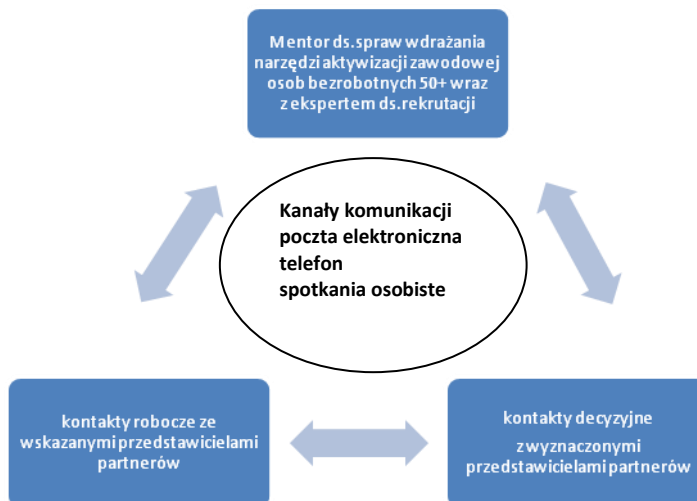 Mentor ds.spraw wdrażania
narzędzi aktywizacji zawodowej
osob bezrobotnych 50+ wraz
z ekspertem ds.rekrutacji
Kanały komunikacji
poczta elektroniczna
telefon
spotkania osobiste
kontakty robocze ze
wskazanymi przedstawicielami
partnerów
kontakty decyzyjne
z wyznaczonymi
przedstawicielami partnerów